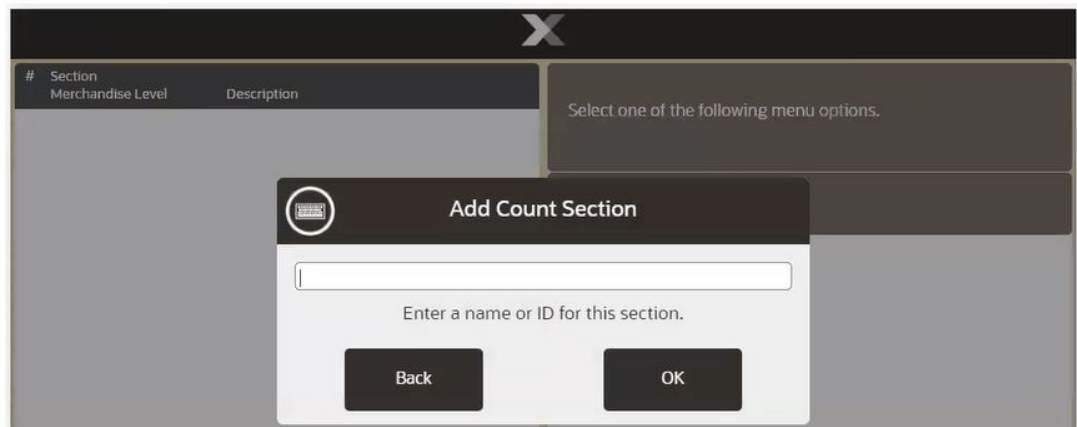 # Section
Merchandise Level Description
Select one of the following menu options.
Add Count Section
Enter a name or ID for this section.
Back OK